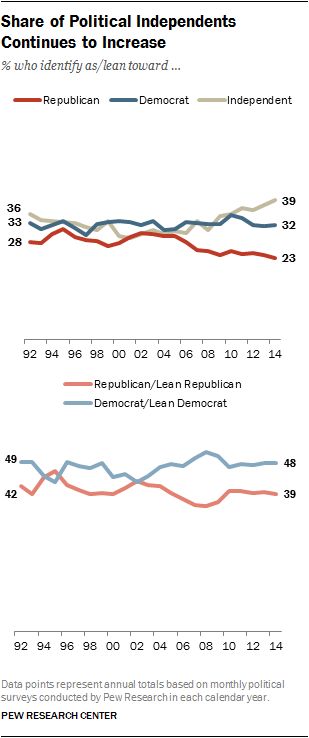 Share of Political Independents
Continues to Increase
% who identify as/lean toward ...
Republican Democrat Independent
36
33
28
39
32
23
92 94 96 98 00 02 04 06 08 10 12 14
Republican/Lean Republican
Democrat/Lean Democrat
49
42
48
39
92 94 96 98 00 02 04 06 08 10 12 14
Data points represent annual totals based on monthly political
surveys conducted by Pew Research in each calendar year.
PEW RESEARCH CENTER